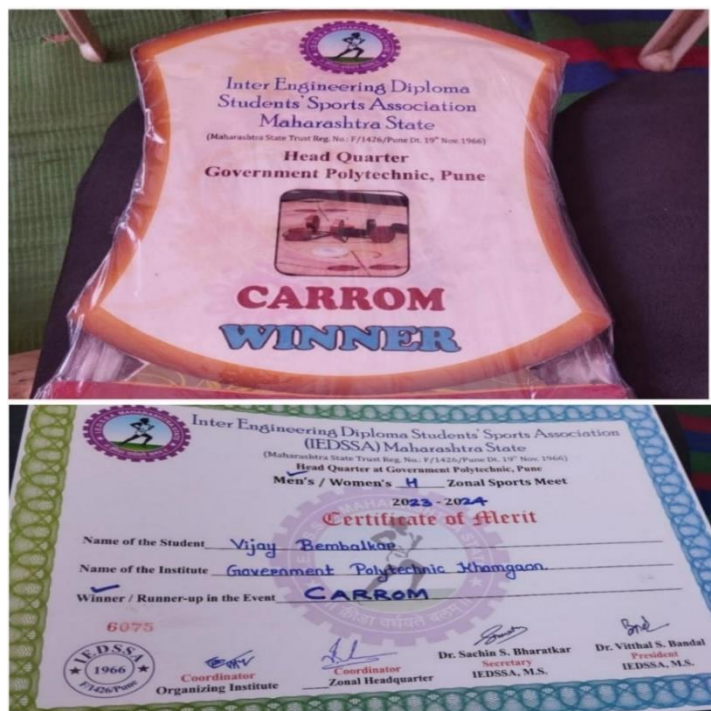 Inter Engineering Diploma
Students' Sports Association
Maharashtra State
(Maharashtra State Trust Reg. No.: F/1426/Pune Dt. 19th Nov. 1966)
Head Quarter
Government Polytechnic, Pune
CARROM
WINNER
Inter Engineering Diploma Students' Sports Association
(IEDSSA) Maharashtra State
(Maharashtra State Trust Reg. No.: F/1426/Pune Dt. 19th Nov. 1966)
Head Quarter at Government Polytechnic, Pune
Men's / Women's H Zonal Sports Meet
2023 - 2024
Certificate of Merit
Name of the Student Vijay Bembalkar
Name of the Institute Government Polytechnic Khamgaon.
Winner / Runner-up in the Event CARROM
6075
IEDSSA
1966
F/1426/Pune
Coordinator
Organizing Institute
Coordinator
Zonal Headquarter
Dr. Sachin S. Bharatkar
Secretary
IEDSSA, M.S.
Dr. Vitthal S. Bandal
President
IEDSSA, M.S.